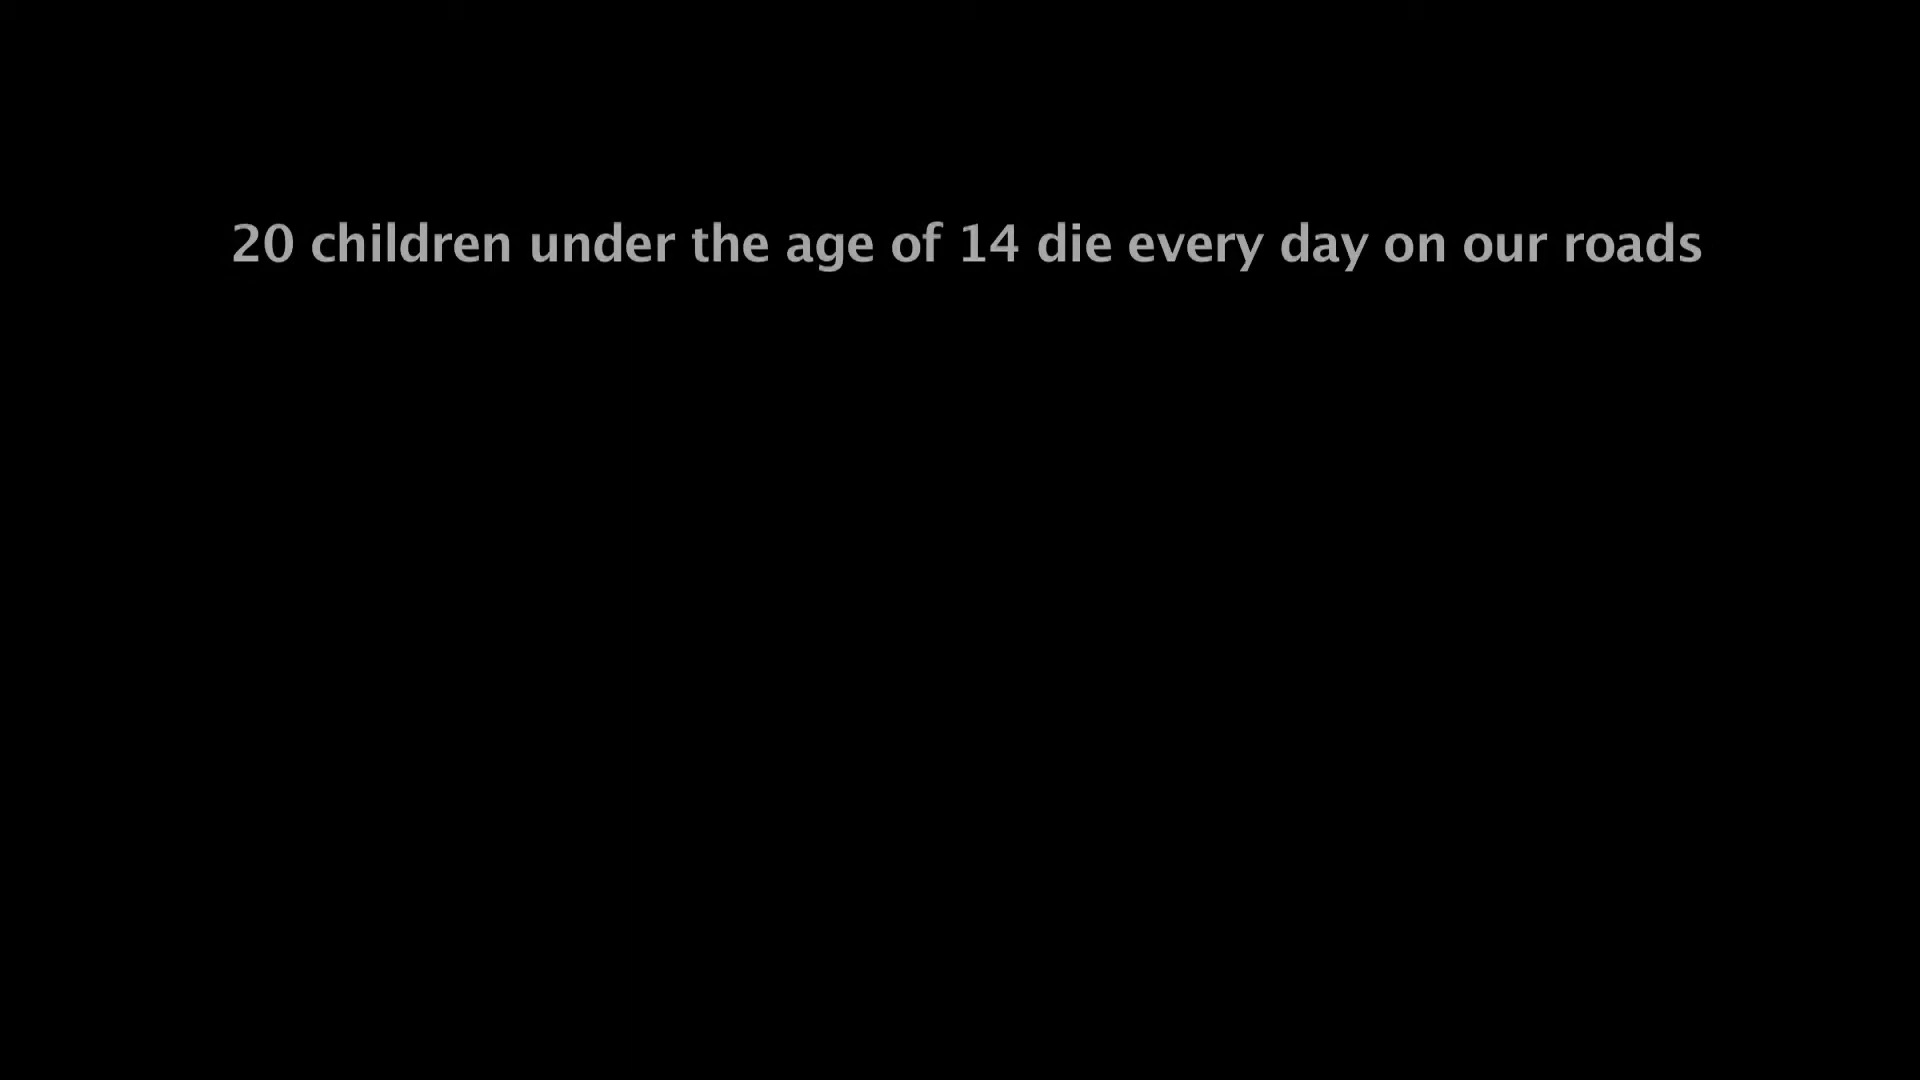 20 children under the age of 14 die every day on our roads